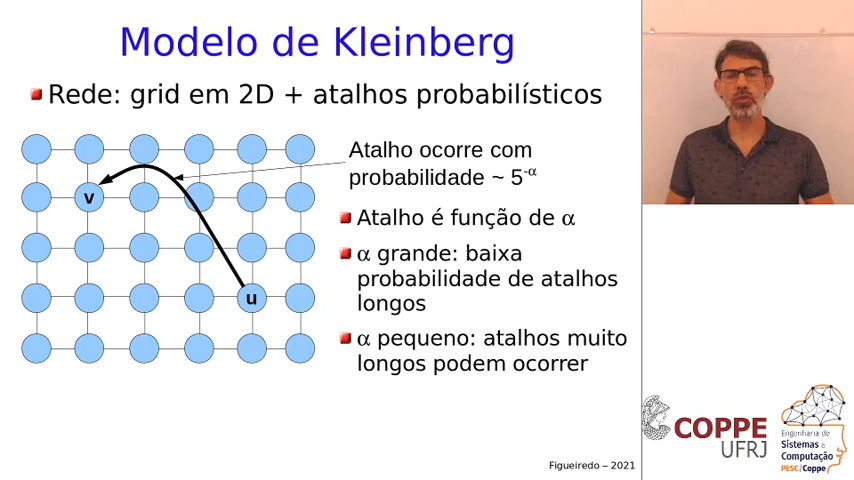 Modelo de Kleinberg
Rede: grid em 2D + atalhos probabilísticos
Atalho ocorre com
probabilidade ~ 5^-α
v
Atalho é função de α
α grande: baixa
probabilidade de atalhos
longos
u
α pequeno: atalhos muito
longos podem ocorrer
COPPE
UFRJ
Engenharia de
Sistemas e
Computação
PESC/Coppe
Figueiredo – 2021